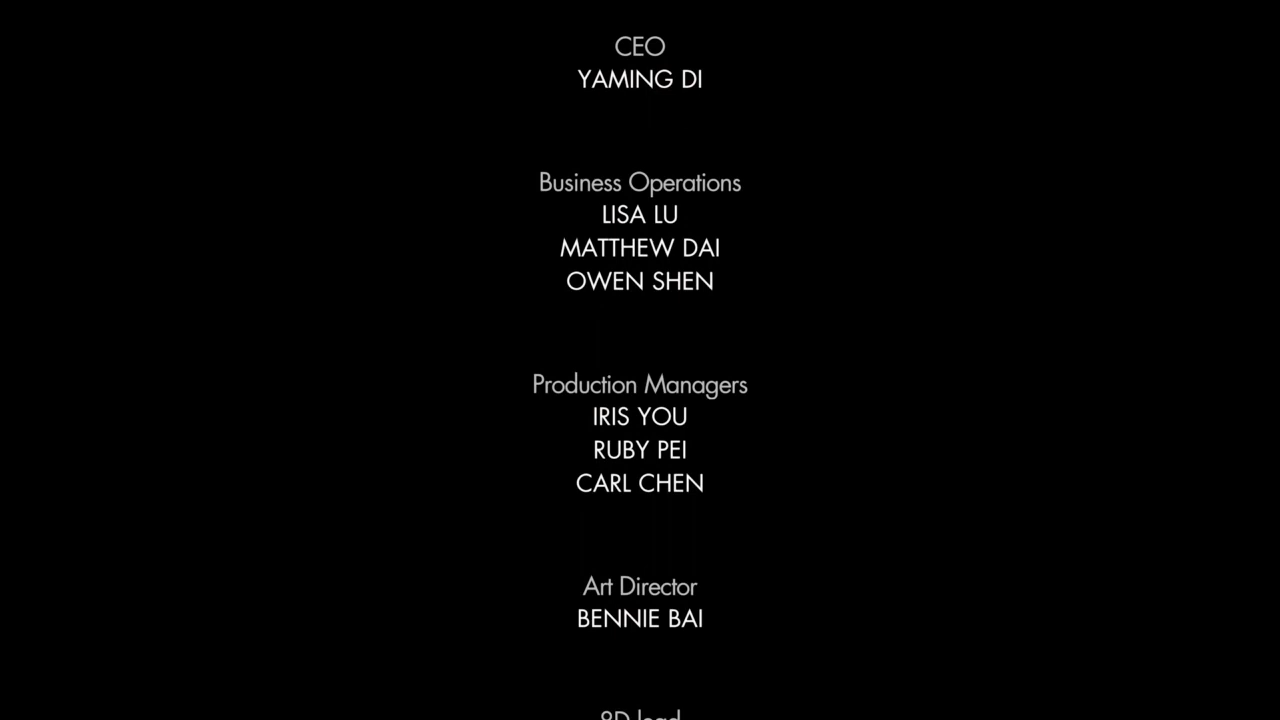 CEO
YAMING DI
Business Operations
LISA LU
MATTHEW DAI
OWEN SHEN
Production Managers
IRIS YOU
RUBY PEI
CARL CHEN
Art Director
BENNIE BAI